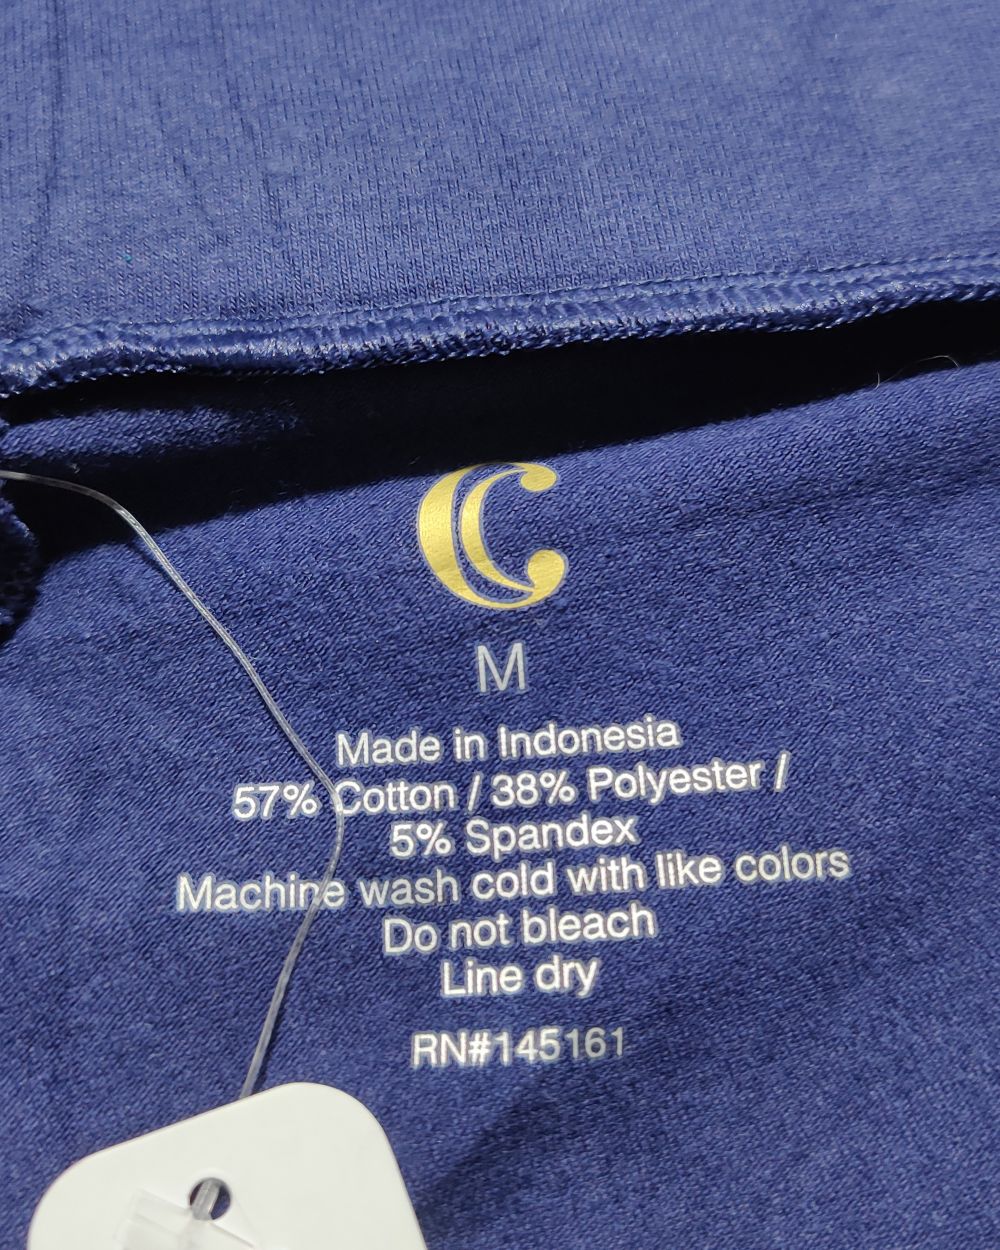 C
M
Made in Indonesia
57% Cotton / 38% Polyester /
5% Spandex
Machine wash cold with like colors
Do not bleach
Line dry
RN#145161